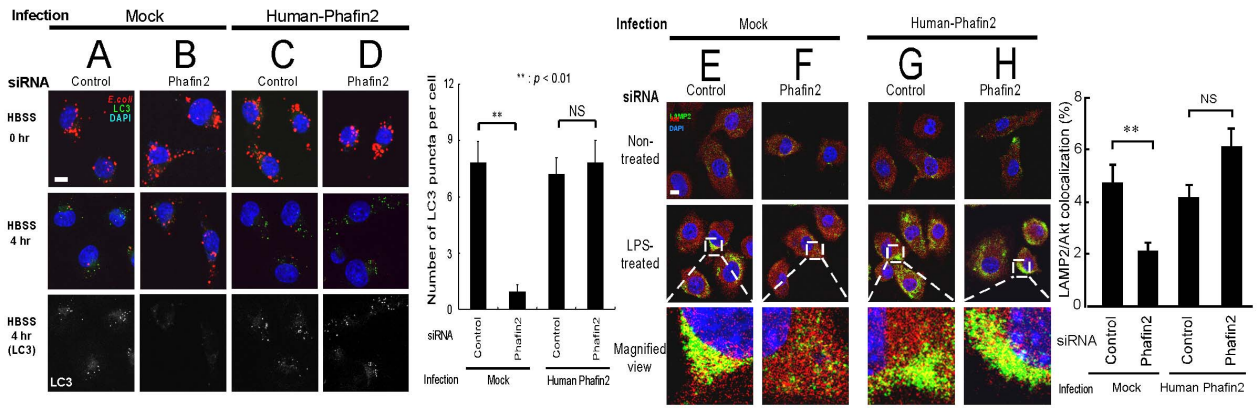 Infection Mock Human-Phafin2
A B C D
siRNA Control Phafin2 Control Phafin2
HBSS
0 hr
E.coli
LC3
DAPI
HBSS
4 hr
HBSS
4 hr
(LC3)
LC3
** : p < 0.01
Number of LC3 puncta per cell
12
9
6
3
0
** NS
siRNA Control Phafin2 Control Phafin2
Infection Mock Human Phafin2
Infection Mock Human-Phafin2
E F G H
siRNA Control Phafin2 Control Phafin2
LAMP2
DAPI
Non-
treated
LPS-
treated
Magnified
view
LAMP2/Akt colocalization (%)
8
6
4
2
0
** NS
siRNA Control Phafin2 Control Phafin2
Infection Mock Human Phafin2